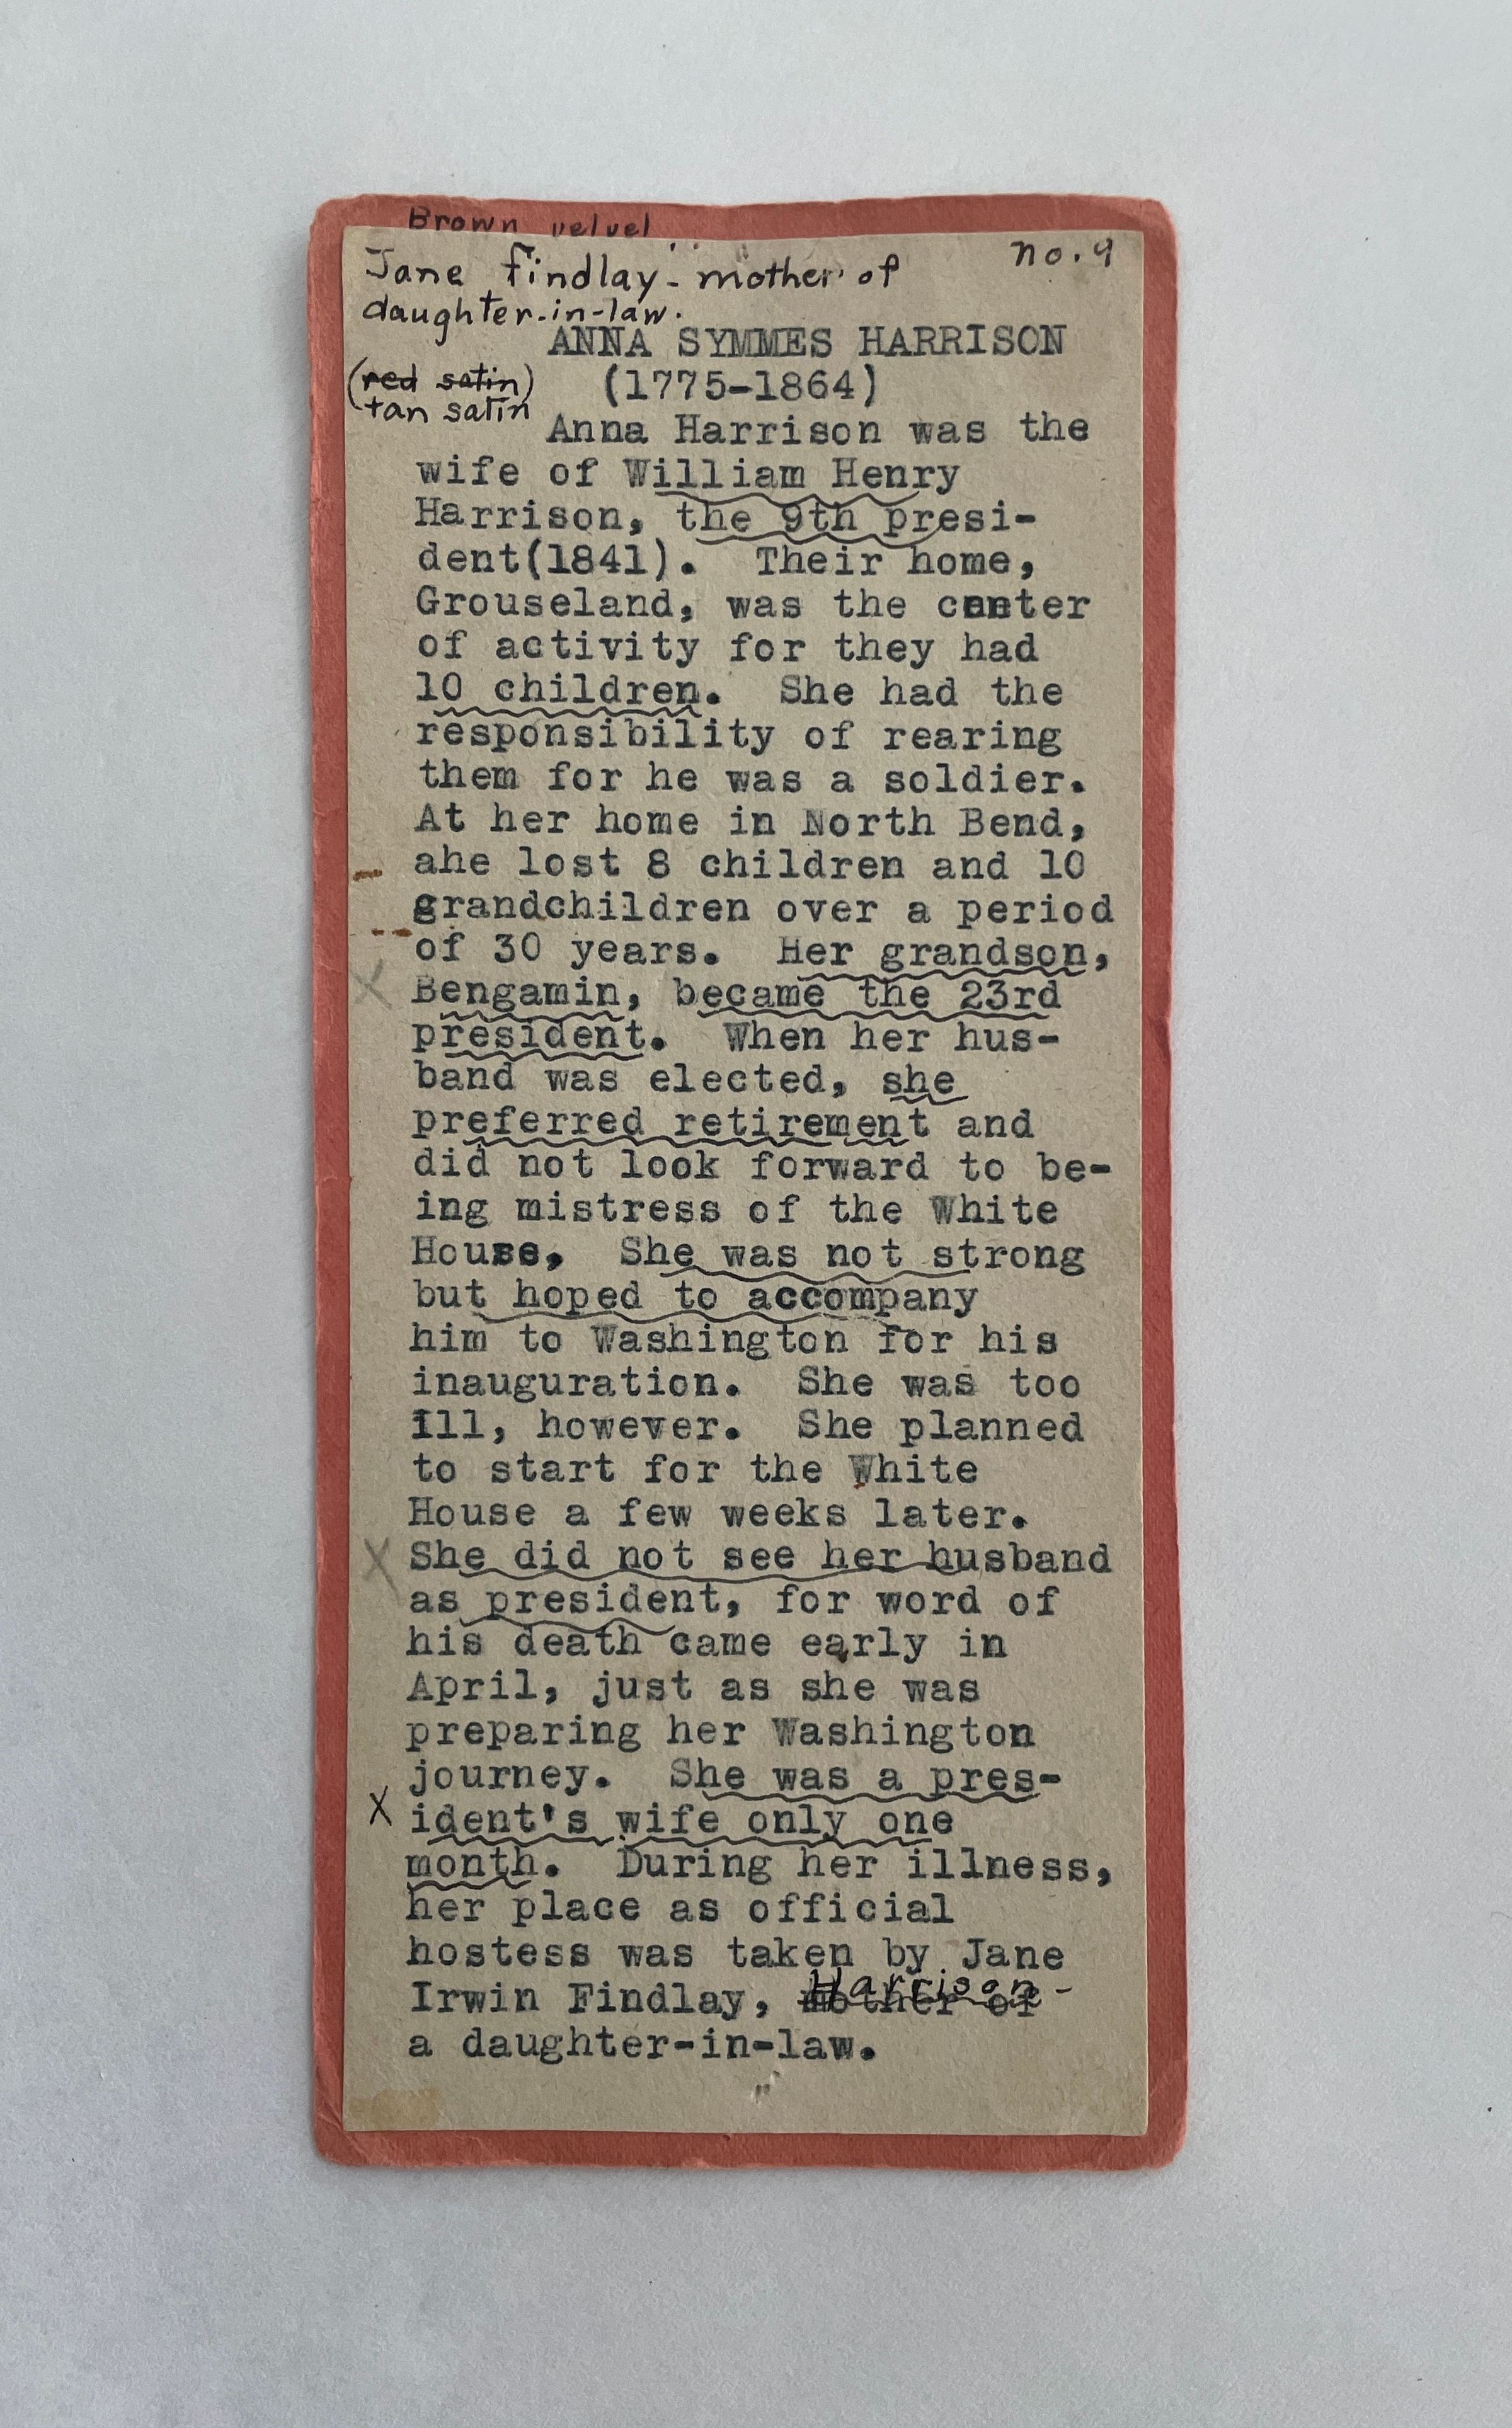 Brown velvet
Jane Findlay - mother of no. 9
daughter-in-law.
ANNA SYMMES HARRISON
(red satin) (1775-1864)
tan satin
Anna Harrison was the
wife of William Henry
Harrison, the 9th presi-
dent(1841). Their home,
Grouseland, was the center
of activity for they had
10 children. She had the
responsibility of rearing
them for he was a soldier.
At her home in North Bend,
ahe lost 8 children and 10
grandchildren over a period
of 30 years. Her grandson,
X Bengamin, became the 23rd
president. When her hus-
band was elected, she
preferred retirement and
did not look forward to be-
ing mistress of the White
House, She was not strong
but hoped to accompany
him to Washington for his
inauguration. She was too
ill, however. She planned
to start for the White
House a few weeks later.
X She did not see her husband
as president, for word of
his death came early in
April, just as she was
preparing her Washington
journey. She was a pres-
X ident's wife only one
month. During her illness,
her place as official
hostess was taken by Jane
Harrison -
Irwin Findlay, mother of
a daughter-in-law.